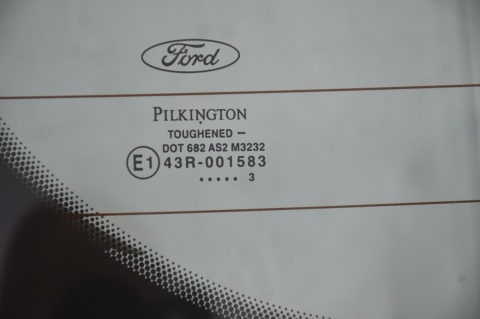 Ford
PILKINGTON
TOUGHENED —
DOT 682 AS2 M3232
E1 43R-001583
••••• 3